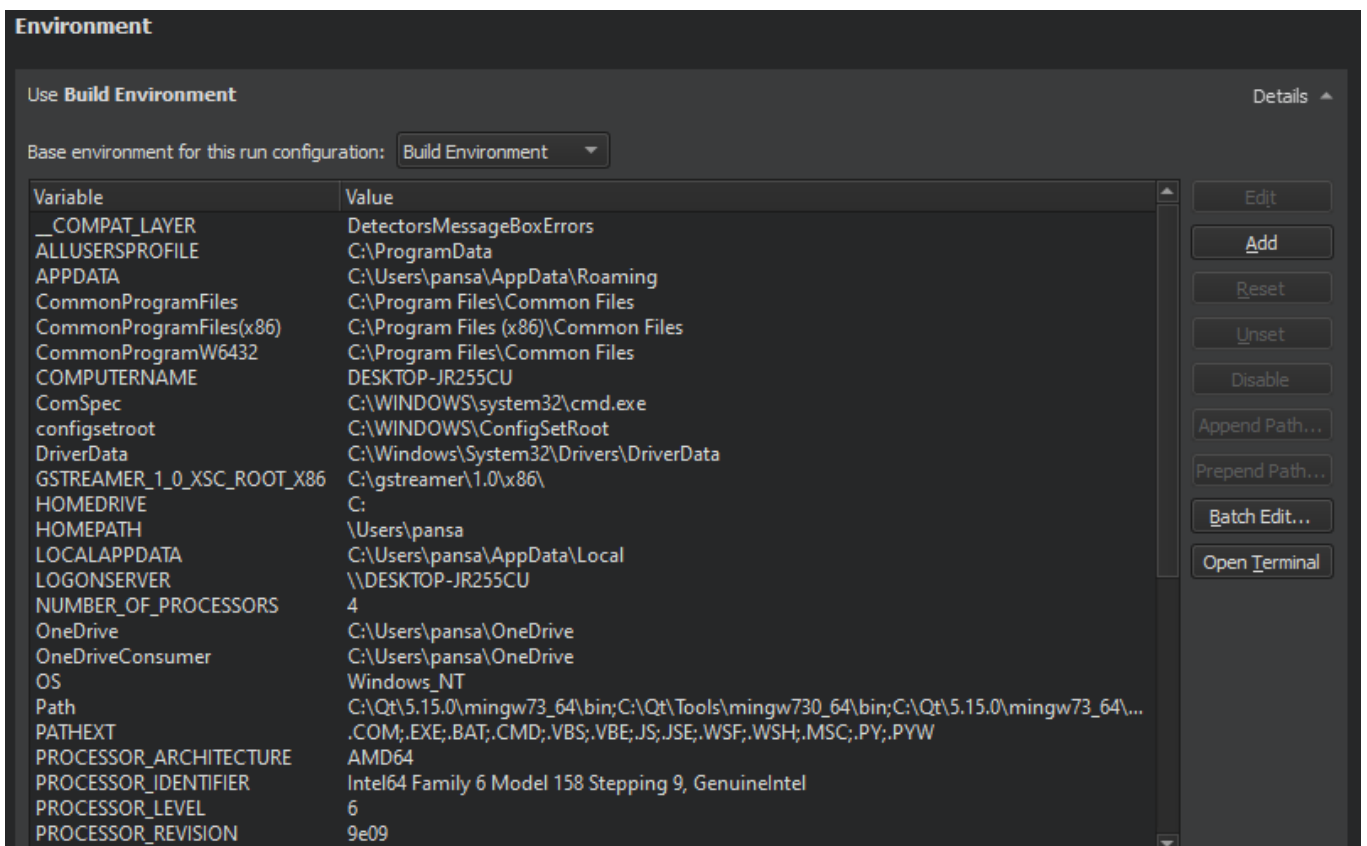 Environment
Use Build Environment Details
Base environment for this run configuration: Build Environment
Variable Value
__COMPAT_LAYER DetectorsMessageBoxErrors
ALLUSERSPROFILE C:\ProgramData
APPDATA C:\Users\pansa\AppData\Roaming
CommonProgramFiles C:\Program Files\Common Files
CommonProgramFiles(x86) C:\Program Files (x86)\Common Files
CommonProgramW6432 C:\Program Files\Common Files
COMPUTERNAME DESKTOP-JR255CU
ComSpec C:\WINDOWS\system32\cmd.exe
configsetroot C:\WINDOWS\ConfigSetRoot
DriverData C:\Windows\System32\Drivers\DriverData
GSTREAMER_1_0_XSC_ROOT_X86 C:\gstreamer\1.0\x86\
HOMEDRIVE C:
HOMEPATH \Users\pansa
LOCALAPPDATA C:\Users\pansa\AppData\Local
LOGONSERVER \\DESKTOP-JR255CU
NUMBER_OF_PROCESSORS 4
OneDrive C:\Users\pansa\OneDrive
OneDriveConsumer C:\Users\pansa\OneDrive
OS Windows_NT
Path C:\Qt\5.15.0\mingw73_64\bin;C:\Qt\Tools\mingw730_64\bin;C:\Qt\5.15.0\mingw73_64\...
PATHEXT .COM;.EXE;.BAT;.CMD;.VBS;.VBE;.JS;.JSE;.WSF;.WSH;.MSC;.PY;.PYW
PROCESSOR_ARCHITECTURE AMD64
PROCESSOR_IDENTIFIER Intel64 Family 6 Model 158 Stepping 9, GenuineIntel
PROCESSOR_LEVEL 6
PROCESSOR_REVISION 9e09
Edit
Add
Reset
Unset
Disable
Append Path...
Prepend Path...
Batch Edit...
Open Terminal